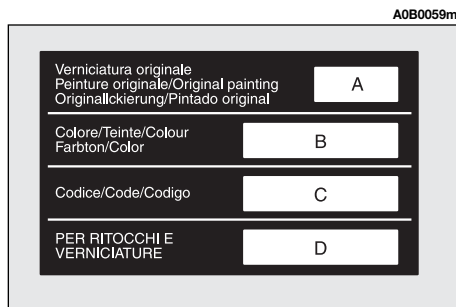 A0B0059m
Verniciatura originale
Peinture originale/Original painting
Originallckierung/Pintado original
A
Colore/Teinte/Colour
Farbton/Color
B
Codice/Code/Codigo
C
PER RITOCCHI E
VERNICIATURE
D